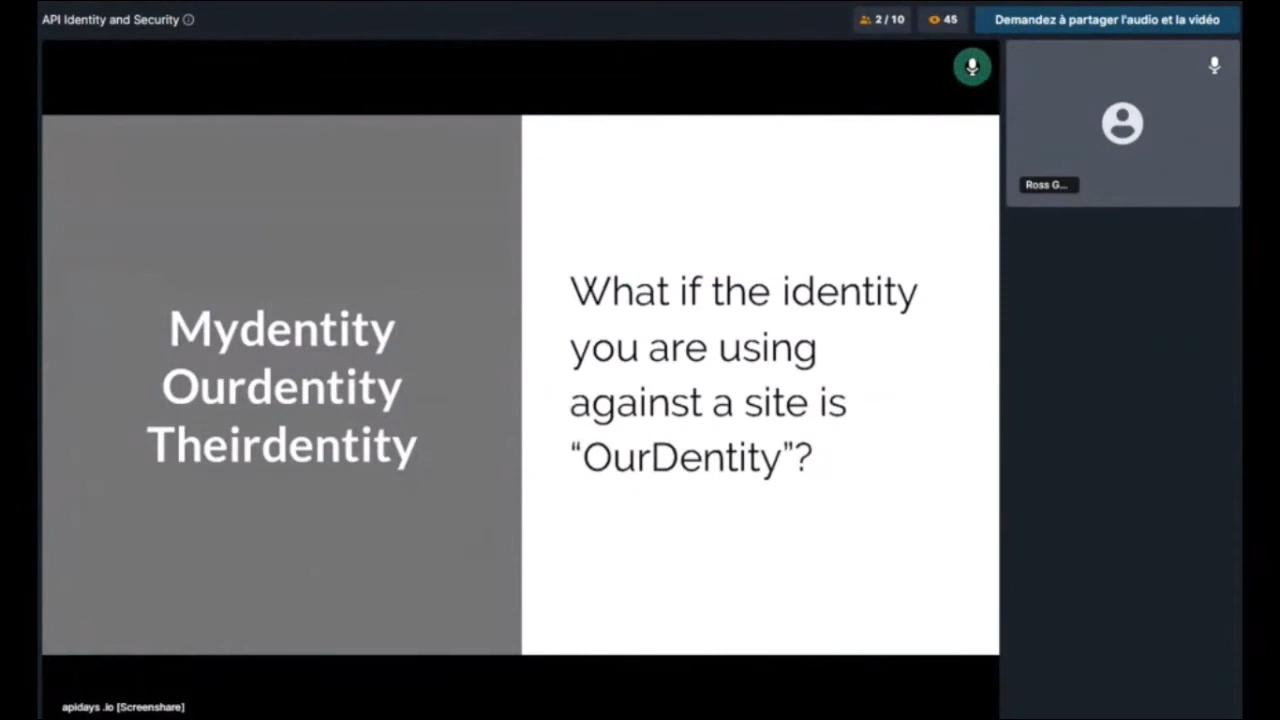 API Identity and Security
2 / 10
45
Demandez à partager l'audio et la vidéo
Ross G...
Mydentity
Ourdentity
Theirdentity
What if the identity
you are using
against a site is
“OurDentity”?
apidays .io [Screenshare]